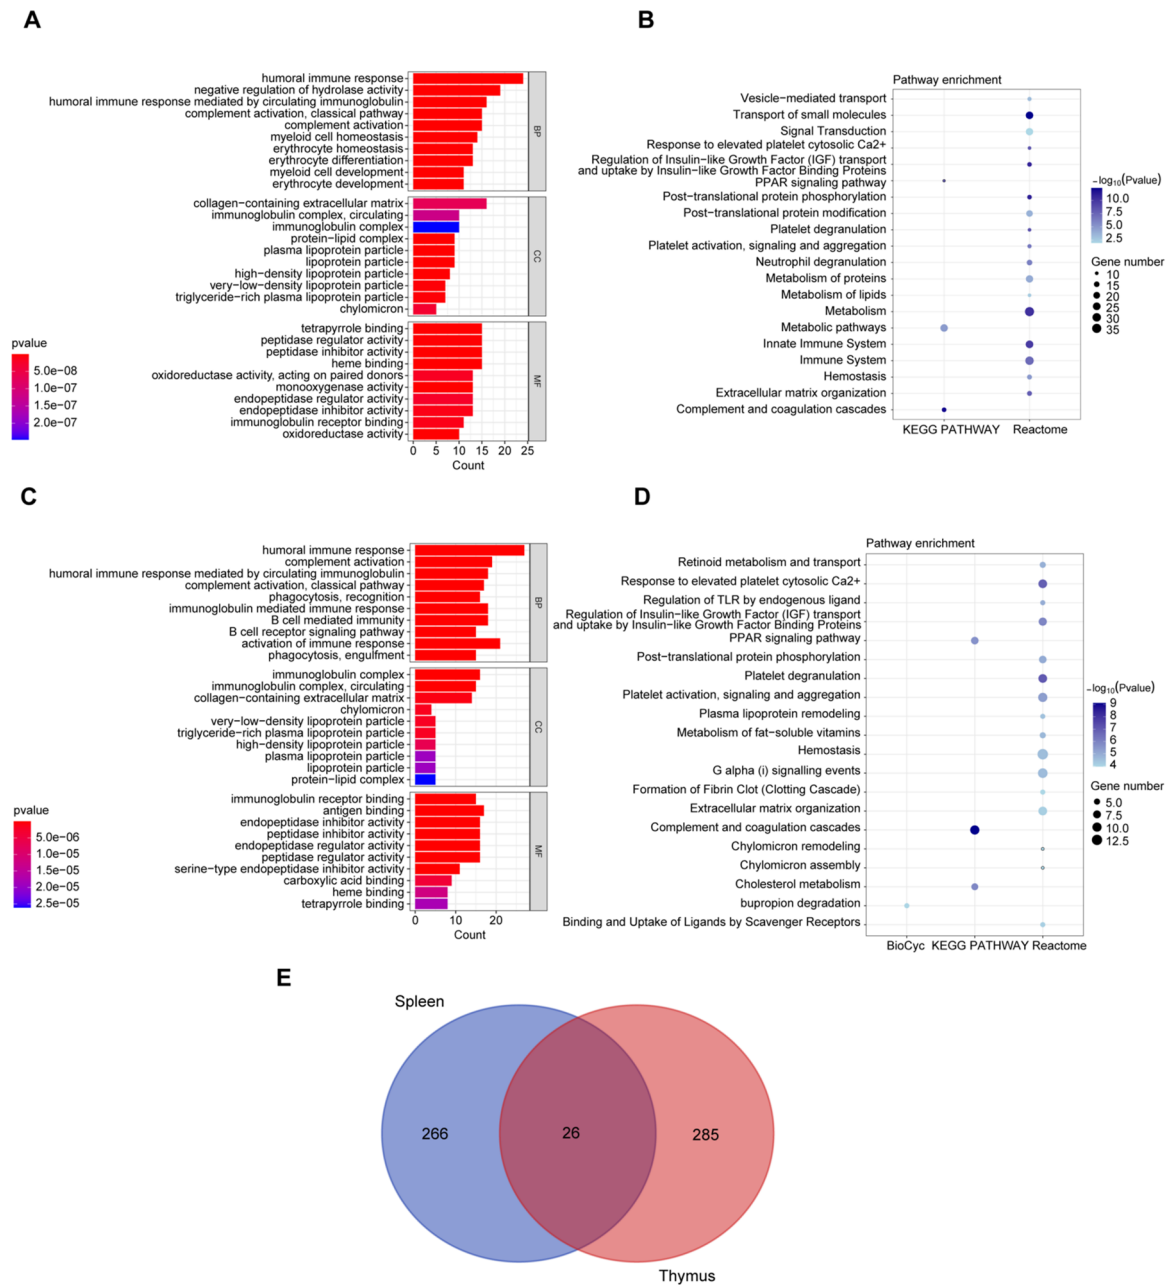 A
humoral immune response
negative regulation of hydrolase activity
humoral immune response mediated by circulating immunoglobulin
complement activation, classical pathway
complement activation
myeloid cell homeostasis
erythrocyte homeostasis
erythrocyte differentiation
myeloid cell development
erythrocyte development
BP
collagen−containing extracellular matrix
immunoglobulin complex, circulating
immunoglobulin complex
protein−lipid complex
plasma lipoprotein particle
lipoprotein particle
high−density lipoprotein particle
very−low−density lipoprotein particle
triglyceride−rich plasma lipoprotein particle
chylomicron
CC
tetrapyrrole binding
peptidase regulator activity
peptidase inhibitor activity
heme binding
oxidoreductase activity, acting on paired donors
monooxygenase activity
endopeptidase regulator activity
endopeptidase inhibitor activity
immunoglobulin receptor binding
oxidoreductase activity
MF
0 5 10 15 20 25
Count
pvalue
5.0e−08
1.0e−07
1.5e−07
2.0e−07
B
Pathway enrichment
Vesicle−mediated transport
Transport of small molecules
Signal Transduction
Response to elevated platelet cytosolic Ca2+
Regulation of Insulin−like Growth Factor (IGF) transport
and uptake by Insulin−like Growth Factor Binding Proteins
PPAR signaling pathway
Post−translational protein phosphorylation
Post−translational protein modification
Platelet degranulation
Platelet activation, signaling and aggregation
Neutrophil degranulation
Metabolism of proteins
Metabolism of lipids
Metabolism
Metabolic pathways
Innate Immune System
Immune System
Hemostasis
Extracellular matrix organization
Complement and coagulation cascades
KEGG PATHWAY Reactome
−log10(Pvalue)
10.0
7.5
5.0
2.5
Gene number
10
15
20
25
30
35
C
humoral immune response
complement activation
humoral immune response mediated by circulating immunoglobulin
complement activation, classical pathway
phagocytosis, recognition
immunoglobulin mediated immune response
B cell mediated immunity
B cell receptor signaling pathway
activation of immune response
phagocytosis, engulfment
BP
immunoglobulin complex
immunoglobulin complex, circulating
collagen−containing extracellular matrix
chylomicron
very−low−density lipoprotein particle
triglyceride−rich plasma lipoprotein particle
high−density lipoprotein particle
plasma lipoprotein particle
lipoprotein particle
protein−lipid complex
CC
immunoglobulin receptor binding
antigen binding
endopeptidase inhibitor activity
peptidase inhibitor activity
endopeptidase regulator activity
peptidase regulator activity
serine−type endopeptidase inhibitor activity
carboxylic acid binding
heme binding
tetrapyrrole binding
MF
0 10 20
Count
pvalue
5.0e−06
1.0e−05
1.5e−05
2.0e−05
2.5e−05
D
Pathway enrichment
Retinoid metabolism and transport
Response to elevated platelet cytosolic Ca2+
Regulation of TLR by endogenous ligand
Regulation of Insulin−like Growth Factor (IGF) transport
and uptake by Insulin−like Growth Factor Binding Proteins
PPAR signaling pathway
Post−translational protein phosphorylation
Platelet degranulation
Platelet activation, signaling and aggregation
Plasma lipoprotein remodeling
Metabolism of fat−soluble vitamins
Hemostasis
G alpha (i) signalling events
Formation of Fibrin Clot (Clotting Cascade)
Extracellular matrix organization
Complement and coagulation cascades
Chylomicron remodeling
Chylomicron assembly
Cholesterol metabolism
bupropion degradation
Binding and Uptake of Ligands by Scavenger Receptors
BioCyc KEGG PATHWAY Reactome
−log10(Pvalue)
9
8
7
6
5
4
Gene number
5.0
7.5
10.0
12.5
E
Spleen
266
26
285
Thymus